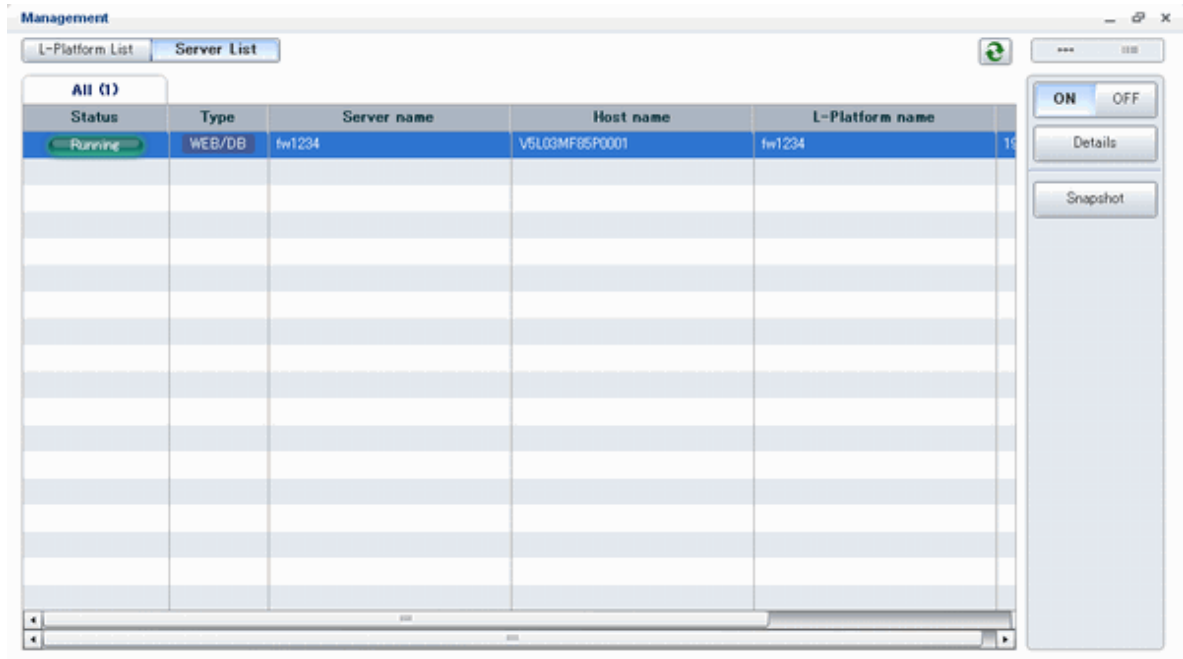 Management
L-Platform List Server List
All (1)
ON OFF
Status Type Server name Host name L-Platform name
Running WEB/DB fw1234 V5L03MF85P0001 fw1234 19
Details
Snapshot